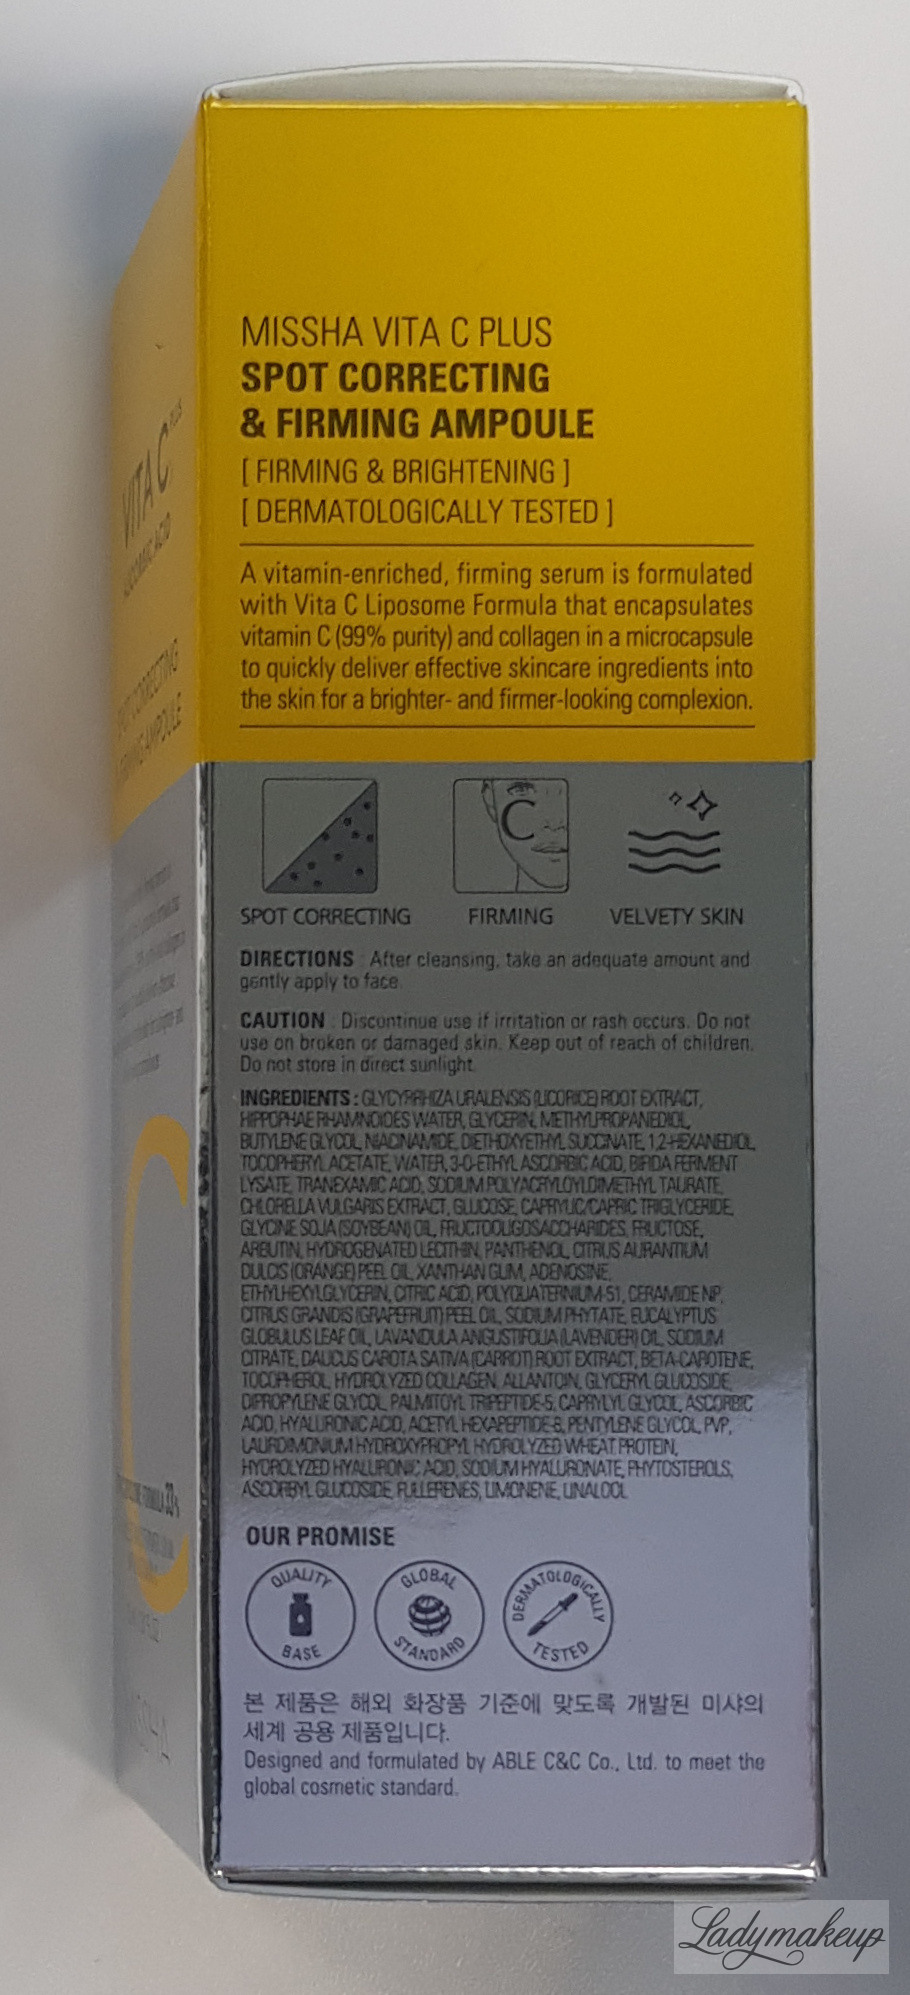 MISSHA VITA C PLUS
SPOT CORRECTING
& FIRMING AMPOULE
[ FIRMING & BRIGHTENING ]
[ DERMATOLOGICALLY TESTED ]
A vitamin-enriched, firming serum is formulated
with Vita C Liposome Formula that encapsulates
vitamin C (99% purity) and collagen in a microcapsule
to quickly deliver effective skincare ingredients into
the skin for a brighter- and firmer-looking complexion.
SPOT CORRECTING FIRMING VELVETY SKIN
DIRECTIONS : After cleansing, take an adequate amount and
gently apply to face.
CAUTION : Discontinue use if irritation or rash occurs. Do not
use on broken or damaged skin. Keep out of reach of children.
Do not store in direct sunlight.
INGREDIENTS : GLYCYRRHIZA URALENSIS (LICORICE) ROOT EXTRACT,
HIPPOPHAE RHAMNOIDES WATER, GLYCERIN, METHYLPROPANEDIOL,
BUTYLENE GLYCOL, NIACINAMIDE, DIETHOXYETHYL SUCCINATE, 1,2-HEXANEDIOL,
TOCOPHERYL ACETATE, WATER, 3-O-ETHYL ASCORBIC ACID, BIFIDA FERMENT
LYSATE, TRANEXAMIC ACID, SODIUM POLYACRYLOYLDIMETHYL TAURATE,
CHLORELLA VULGARIS EXTRACT, GLUCOSE, CAPRYLIC/CAPRIC TRIGLYCERIDE,
GLYCINE SOJA (SOYBEAN) OIL, FRUCTOOLIGOSACCHARIDES, FRUCTOSE,
ARBUTIN, HYDROGENATED LECITHIN, PANTHENOL, CITRUS AURANTIUM
DULCIS (ORANGE) PEEL OIL, XANTHAN GUM, ADENOSINE,
ETHYLHEXYLGLYCERIN, CITRIC ACID, POLYQUATERNIUM-51, CERAMIDE NP,
CITRUS GRANDIS (GRAPEFRUIT) PEEL OIL, SODIUM PHYTATE, EUCALYPTUS
GLOBULUS LEAF OIL, LAVANDULA ANGUSTIFOLIA (LAVENDER) OIL, SODIUM
CITRATE, DAUCUS CAROTA SATIVA (CARROT) ROOT EXTRACT, BETA-CAROTENE,
TOCOPHEROL, HYDROLYZED COLLAGEN, ALLANTOIN, GLYCERYL GLUCOSIDE,
DIPROPYLENE GLYCOL, PALMITOYL TRIPEPTIDE-5, CAPRYLYL GLYCOL, ASCORBIC
ACID, HYALURONIC ACID, ACETYL HEXAPEPTIDE-8, PENTYLENE GLYCOL, PVP,
LAURDIMONIUM HYDROXYPROPYL HYDROLYZED WHEAT PROTEIN,
HYDROLYZED HYALURONIC ACID, SODIUM HYALURONATE, PHYTOSTEROLS,
ASCORBYL GLUCOSIDE, FULLERENES, LIMONENE, LINALOOL
OUR PROMISE
QUALITY BASE
GLOBAL STANDARD
DERMATOLOGICALLY TESTED
본 제품은 해외 화장품 기준에 맞도록 개발된 미샤의
세계 공용 제품입니다.
Designed and formulated by ABLE C&C Co., Ltd. to meet the
global cosmetic standard.
VITA C PLUS
SPOT CORRECTING
Ladymakeup